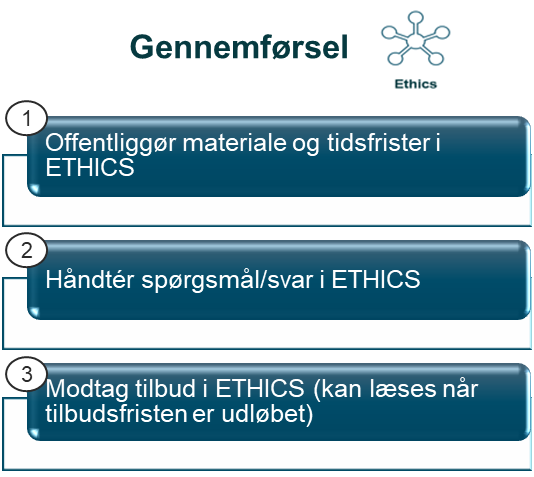 Gennemførsel
Ethics
1
Offentliggør materiale og tidsfrister i
ETHICS
2
Håndtér spørgsmål/svar i ETHICS
3
Modtag tilbud i ETHICS (kan læses når
tilbudsfristen er udløbet)